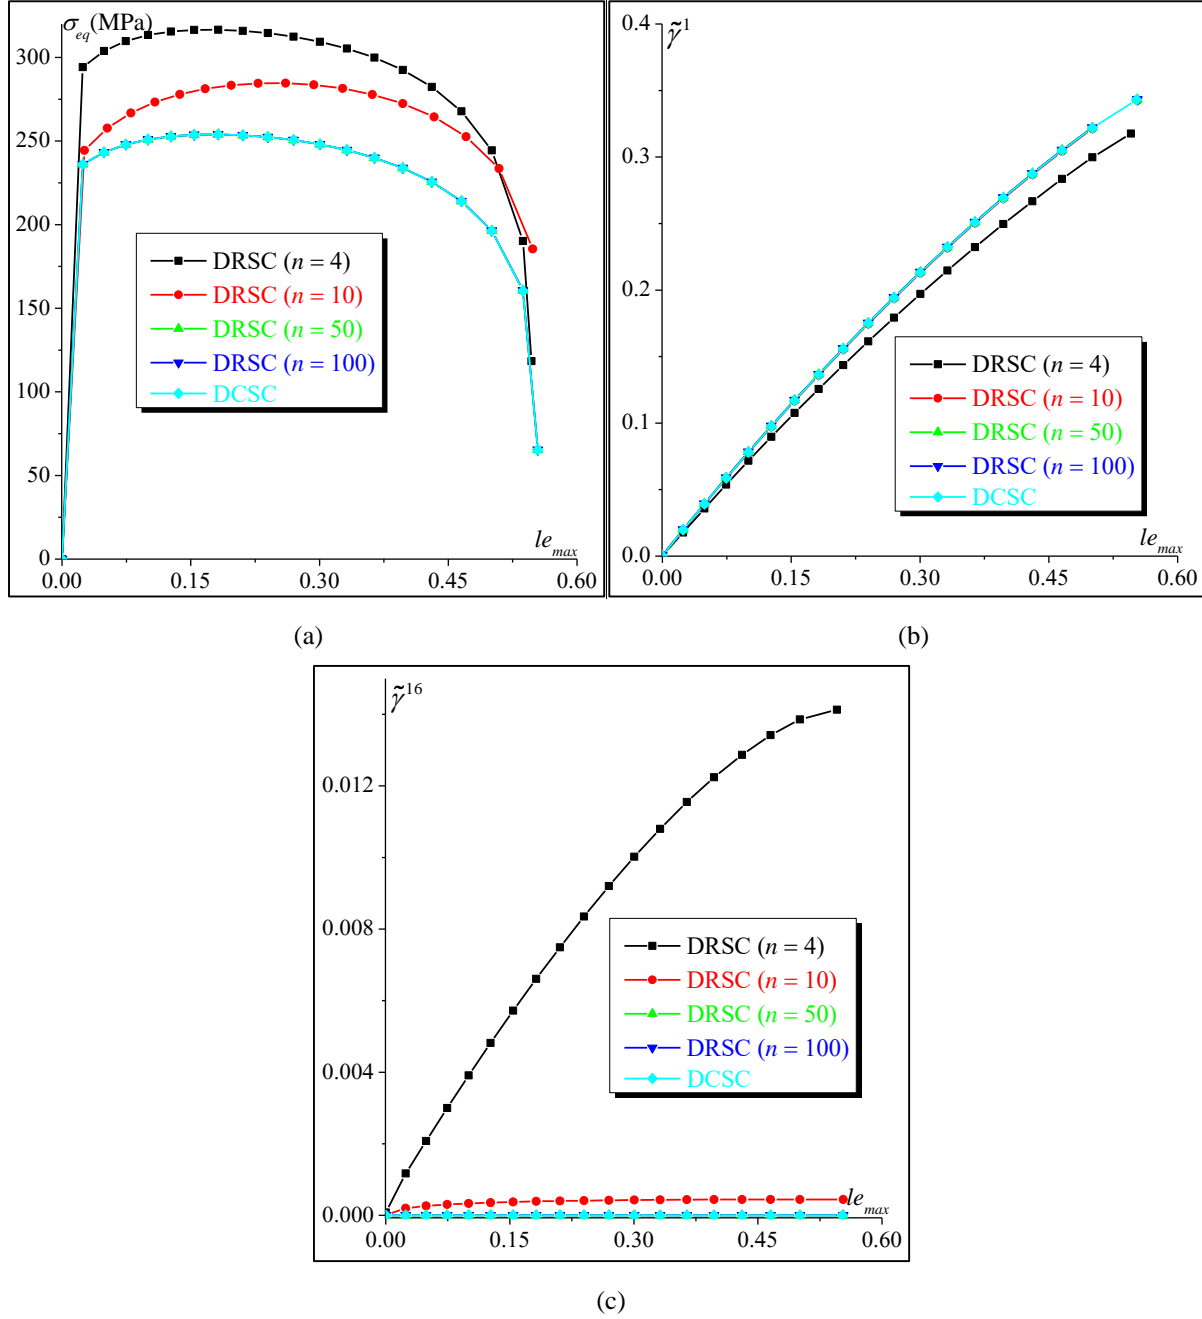 σeq(MPa)
300
250
200
150
100
50
0
DRSC (n = 4)
DRSC (n = 10)
DRSC (n = 50)
DRSC (n = 100)
DCSC
lemax
0.00 0.15 0.30 0.45 0.60
(a)
0.4
γ̃1
0.3
0.2
0.1
0.0
DRSC (n = 4)
DRSC (n = 10)
DRSC (n = 50)
DRSC (n = 100)
DCSC
lemax
0.00 0.15 0.30 0.45 0.60
(b)
γ̃16
0.012
0.008
0.004
0.000
DRSC (n = 4)
DRSC (n = 10)
DRSC (n = 50)
DRSC (n = 100)
DCSC
lemax
0.00 0.15 0.30 0.45 0.60
(c)